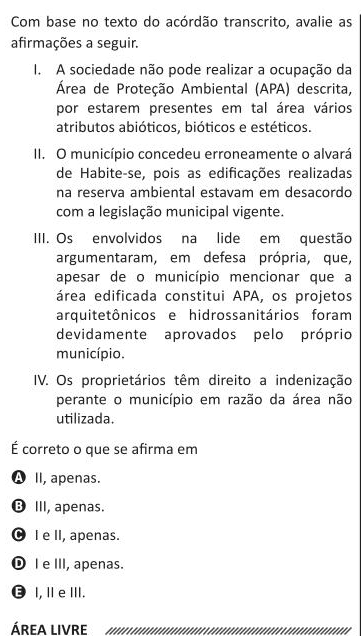 Com base no texto do acórdão transcrito, avalie as
afirmações a seguir.
I. A sociedade não pode realizar a ocupação da
Área de Proteção Ambiental (APA) descrita,
por estarem presentes em tal área vários
atributos abióticos, bióticos e estéticos.
II. O município concedeu erroneamente o alvará
de Habite-se, pois as edificações realizadas
na reserva ambiental estavam em desacordo
com a legislação municipal vigente.
III. Os envolvidos na lide em questão
argumentaram, em defesa própria, que,
apesar de o município mencionar que a
área edificada constitui APA, os projetos
arquitetônicos e hidrossanitários foram
devidamente aprovados pelo próprio
município.
IV. Os proprietários têm direito a indenização
perante o município em razão da área não
utilizada.
É correto o que se afirma em
A II, apenas.
B III, apenas.
C I e II, apenas.
D I e III, apenas.
E I, II e III.
ÁREA LIVRE